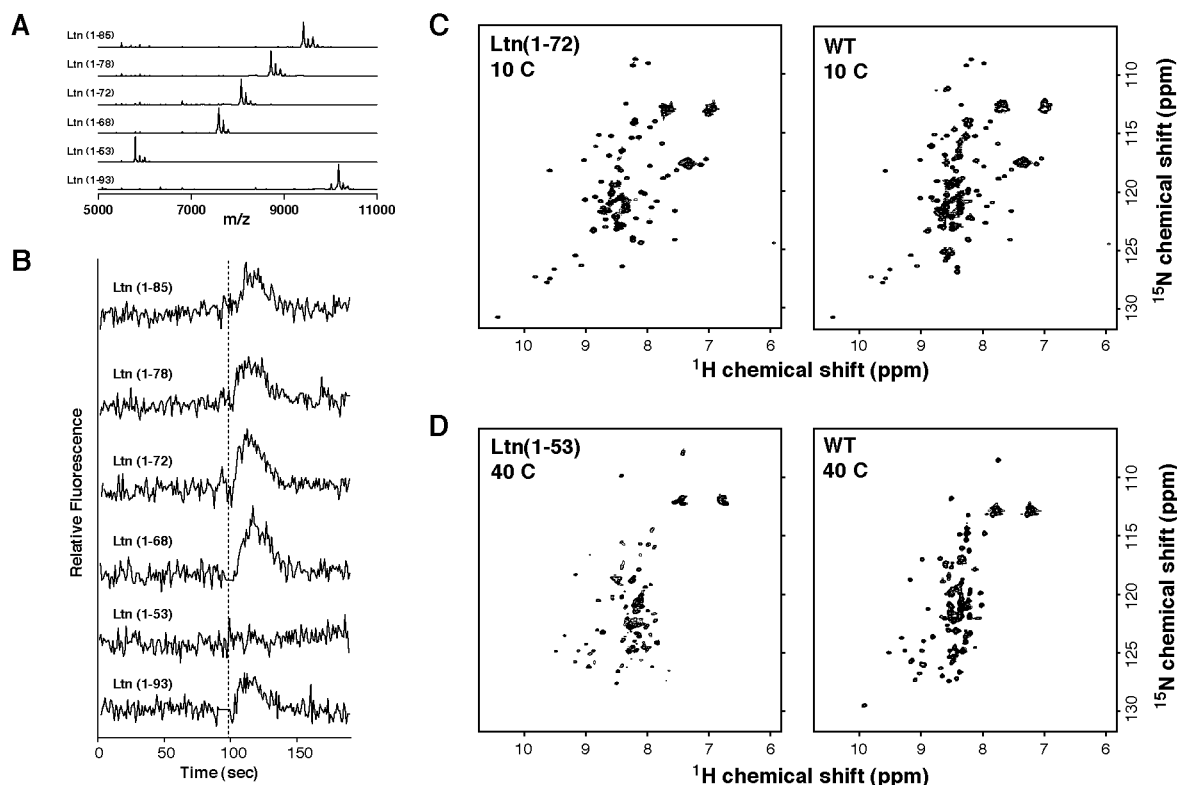 A
Ltn (1-85)
Ltn (1-78)
Ltn (1-72)
Ltn (1-68)
Ltn (1-53)
Ltn (1-93)
5000 7000 9000 11000
m/z
B
Ltn (1-85)
Ltn (1-78)
Ltn (1-72)
Ltn (1-68)
Ltn (1-53)
Ltn (1-93)
Relative Fluorescence
0 50 100 150
Time (sec)
C
Ltn(1-72)
10 C
WT
10 C
110
115
120
125
130
15N chemical shift (ppm)
10 9 8 7 6
10 9 8 7 6
1H chemical shift (ppm)
D
Ltn(1-53)
40 C
WT
40 C
110
115
120
125
130
15N chemical shift (ppm)
10 9 8 7 6
10 9 8 7 6
1H chemical shift (ppm)